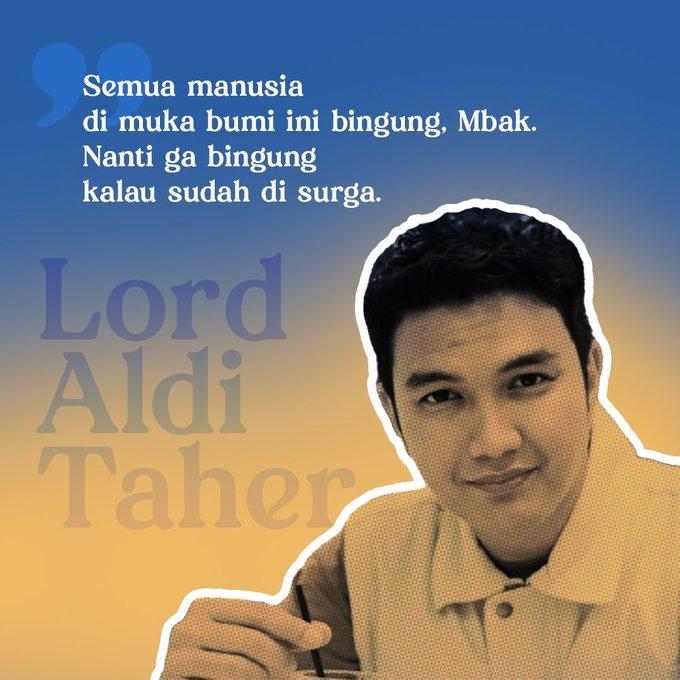 Semua manusia
di muka bumi ini bingung, Mbak.
Nanti ga bingung
kalau sudah di surga.
Lord
Aldi
Taher